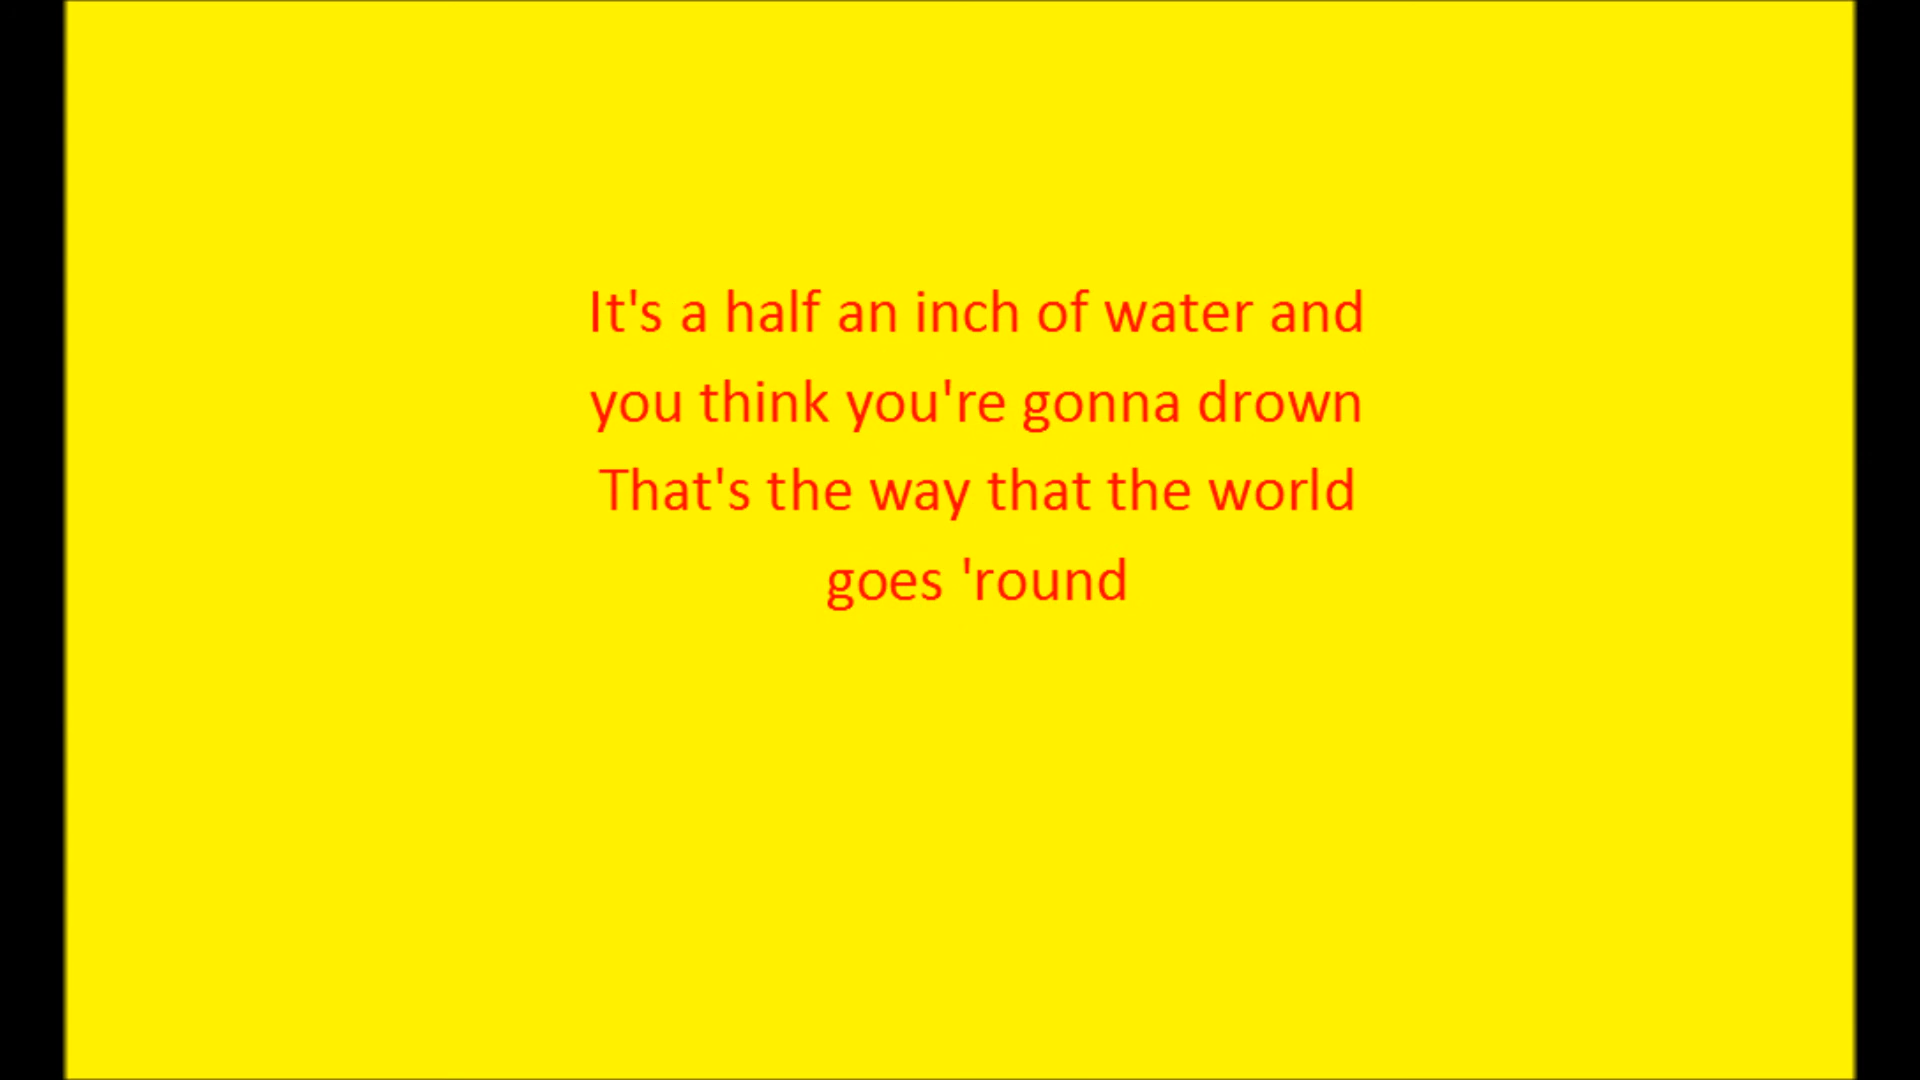 It's a half an inch of water and
you think you're gonna drown
That's the way that the world
goes 'round